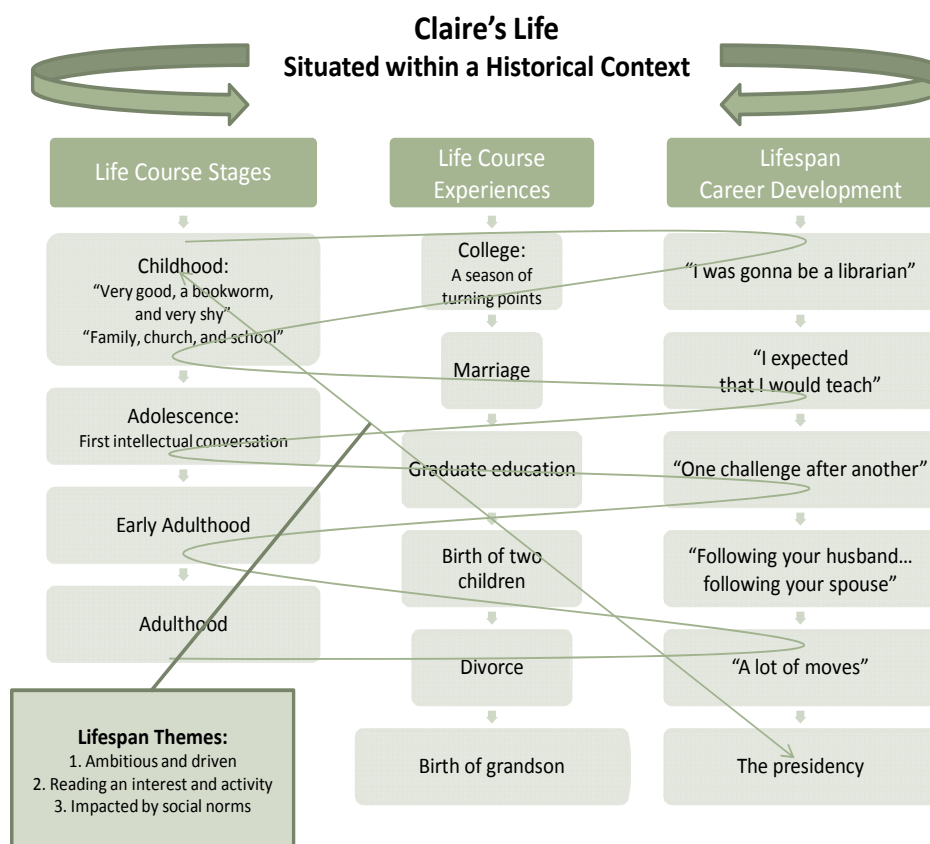 Claire’s Life
Situated within a Historical Context
Life Course Stages
Childhood:
“Very good, a bookworm,
and very shy”
“Family, church, and school”
Adolescence:
First intellectual conversation
Early Adulthood
Adulthood
Life Course
Experiences
College:
A season of
turning points
Marriage
Graduate education
Birth of two
children
Divorce
Birth of grandson
Lifespan
Career Development
“I was gonna be a librarian”
“I expected
that I would teach”
“One challenge after another”
“Following your husband…
following your spouse”
“A lot of moves”
The presidency
Lifespan Themes:
1. Ambitious and driven
2. Reading an interest and activity
3. Impacted by social norms